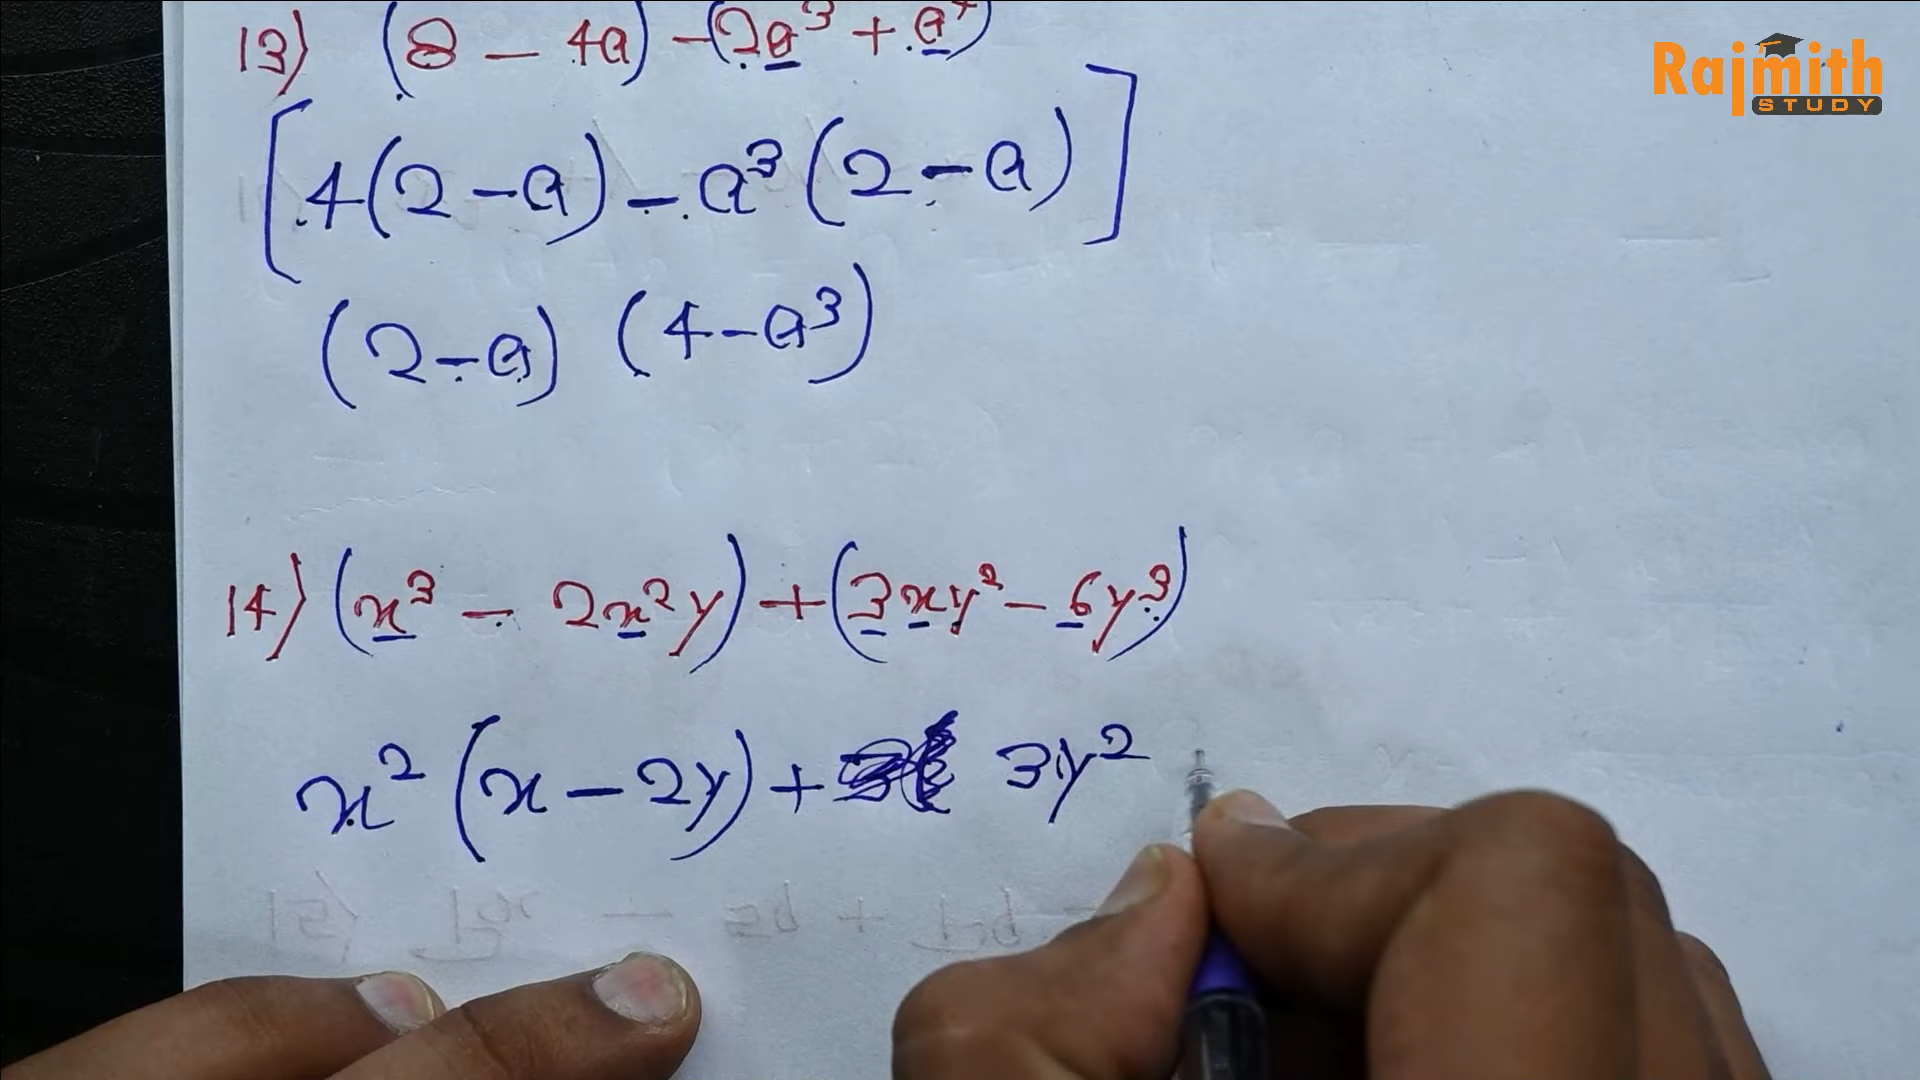 Rajmith
STUDY
13) (8 - 4a) - (2a³ + a⁴)
[4(2 - a) - a³(2 - a)]
(2 - a) (4 - a³)
14) (x³ - 2x²y) + (3xy² - 6y³)
x² (x - 2y) + 3y²